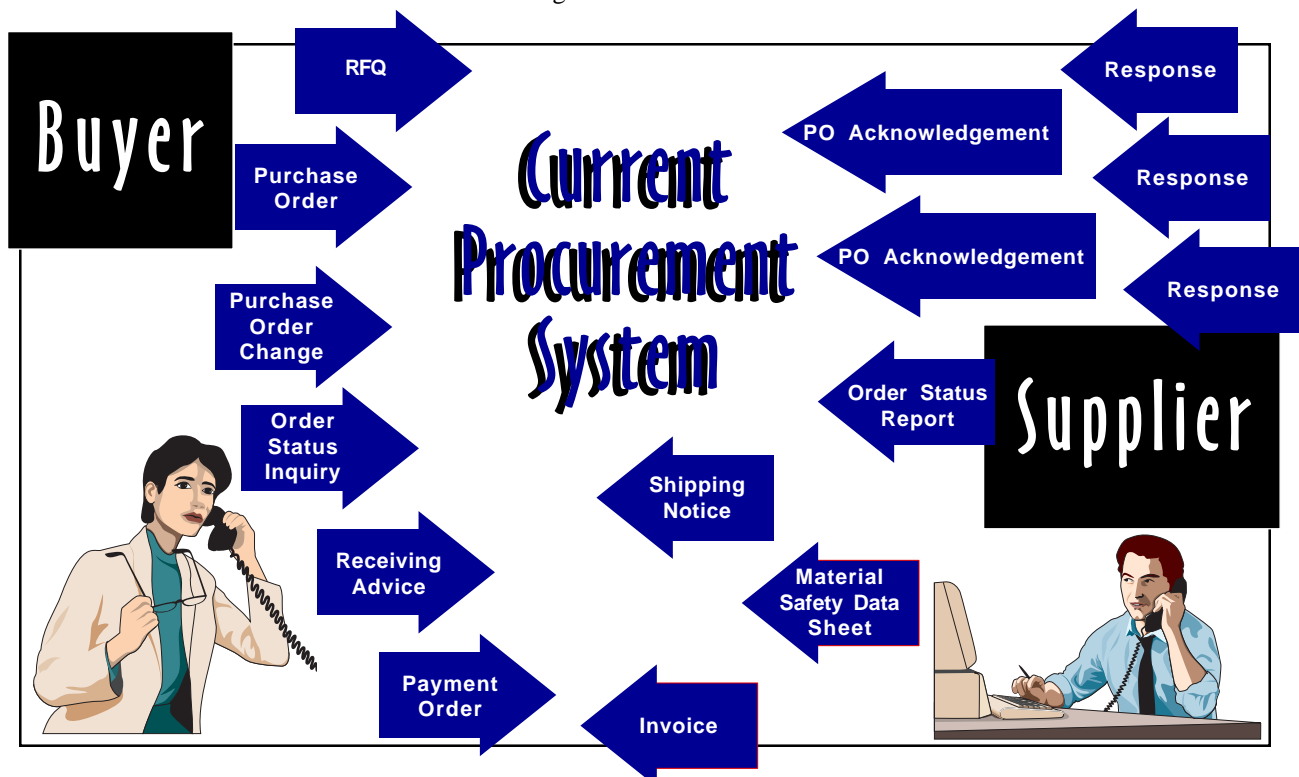 RFQ
Response
Buyer
PO Acknowledgement
Purchase
Order
Response
Current
Procurement
System
PO Acknowledgement
Purchase
Order
Change
Response
Order
Status
Inquiry
Order Status
Report
Supplier
Shipping
Notice
Receiving
Advice
Material
Safety Data
Sheet
Payment
Order
Invoice